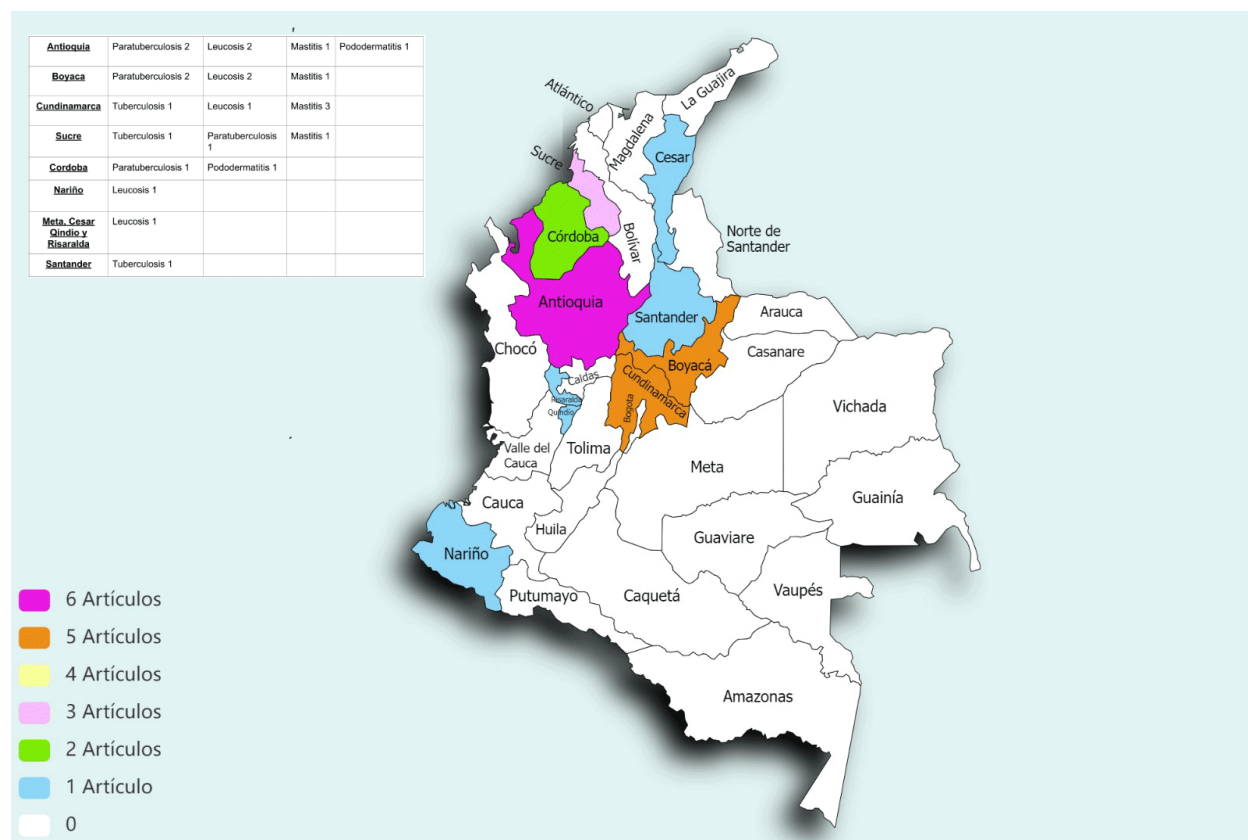 Antioquia Paratuberculosis 2 Leucosis 2 Mastitis 1 Pododermatitis 1
Boyaca Paratuberculosis 2 Leucosis 2 Mastitis 1
Cundinamarca Tuberculosis 1 Leucosis 1 Mastitis 3
Sucre Tuberculosis 1 Paratuberculosis 1 Mastitis 1
Cordoba Paratuberculosis 1 Pododermatitis 1
Nariño Leucosis 1
Meta, Cesar
Qindio y
Risaralda
Leucosis 1
Santander Tuberculosis 1
La Guajira
Atlántico
Magdalena
Cesar
Sucre
Norte de
Santander
Bolívar
Córdoba
Antioquia
Santander
Arauca
Chocó
Casanare
Boyacá
Caldas
Cundinamarca
Risaralda
Bogota
Quindío
Vichada
Valle del
Cauca
Tolima
Meta
Cauca
Guainía
Huila
Guaviare
Nariño
Putumayo
Caquetá
Vaupés
Amazonas
6 Artículos
5 Artículos
4 Artículos
3 Artículos
2 Artículos
1 Artículo
0